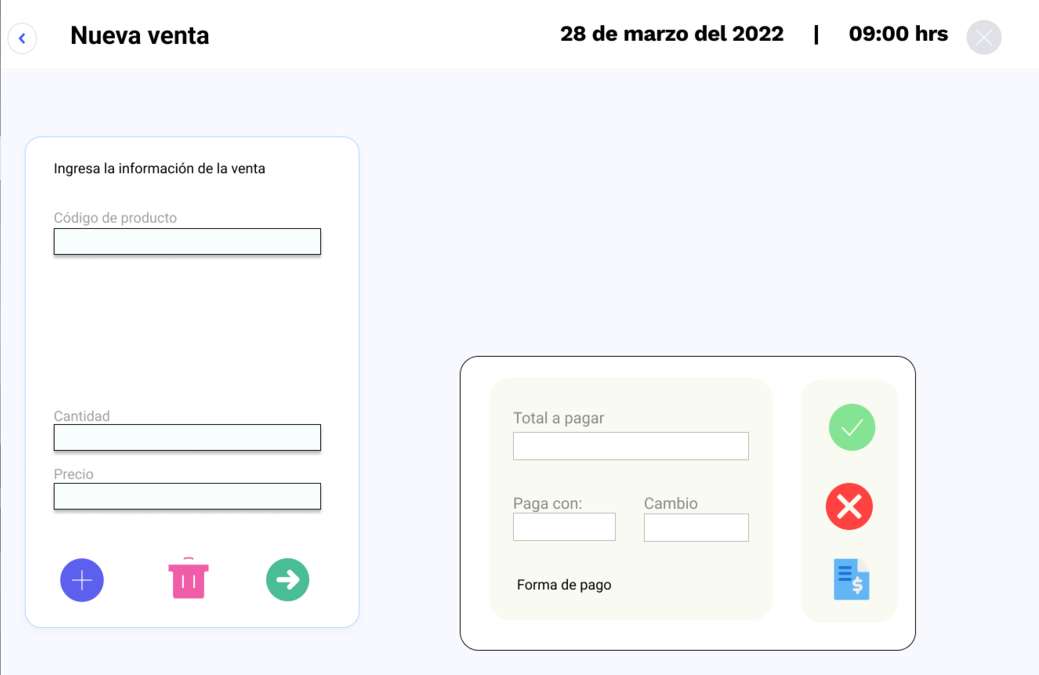 Nueva venta
28 de marzo del 2022 | 09:00 hrs
Ingresa la información de la venta
Código de producto
Cantidad
Precio
Total a pagar
Paga con: Cambio
Forma de pago
$